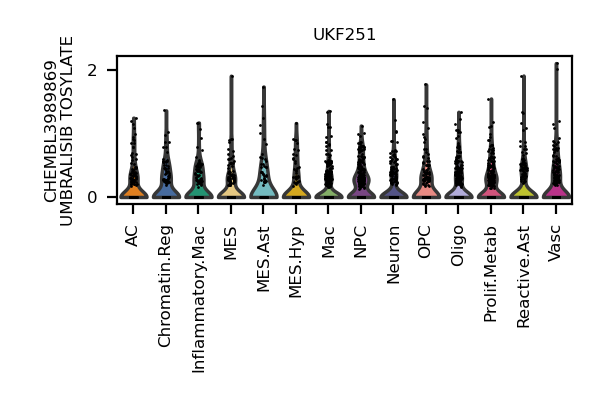 UKF251
CHEMBL3989869
UMBRALISIB TOSYLATE
2
0
AC
Chromatin.Reg
Inflammatory.Mac
MES
MES.Ast
MES.Hyp
Mac
NPC
Neuron
OPC
Oligo
Prolif.Metab
Reactive.Ast
Vasc